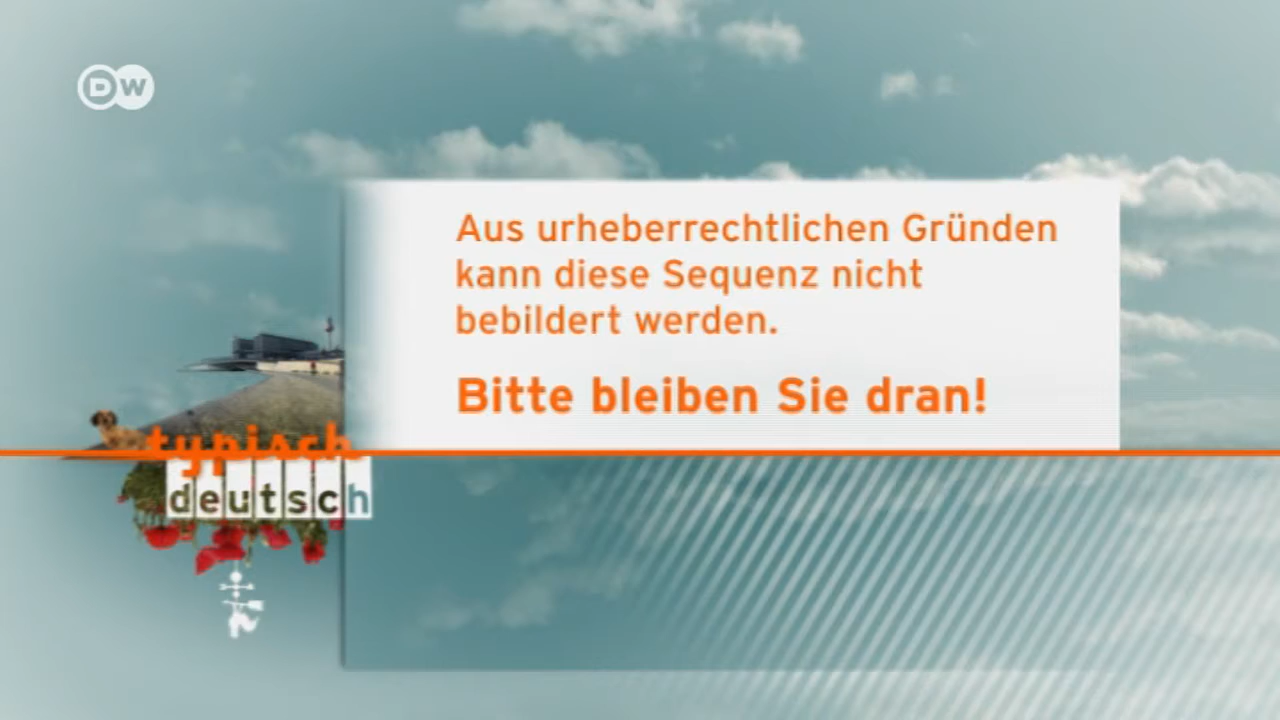 DW
Aus urheberrechtlichen Gründen
kann diese Sequenz nicht
bebildert werden.
Bitte bleiben Sie dran!
typisch
deutsch